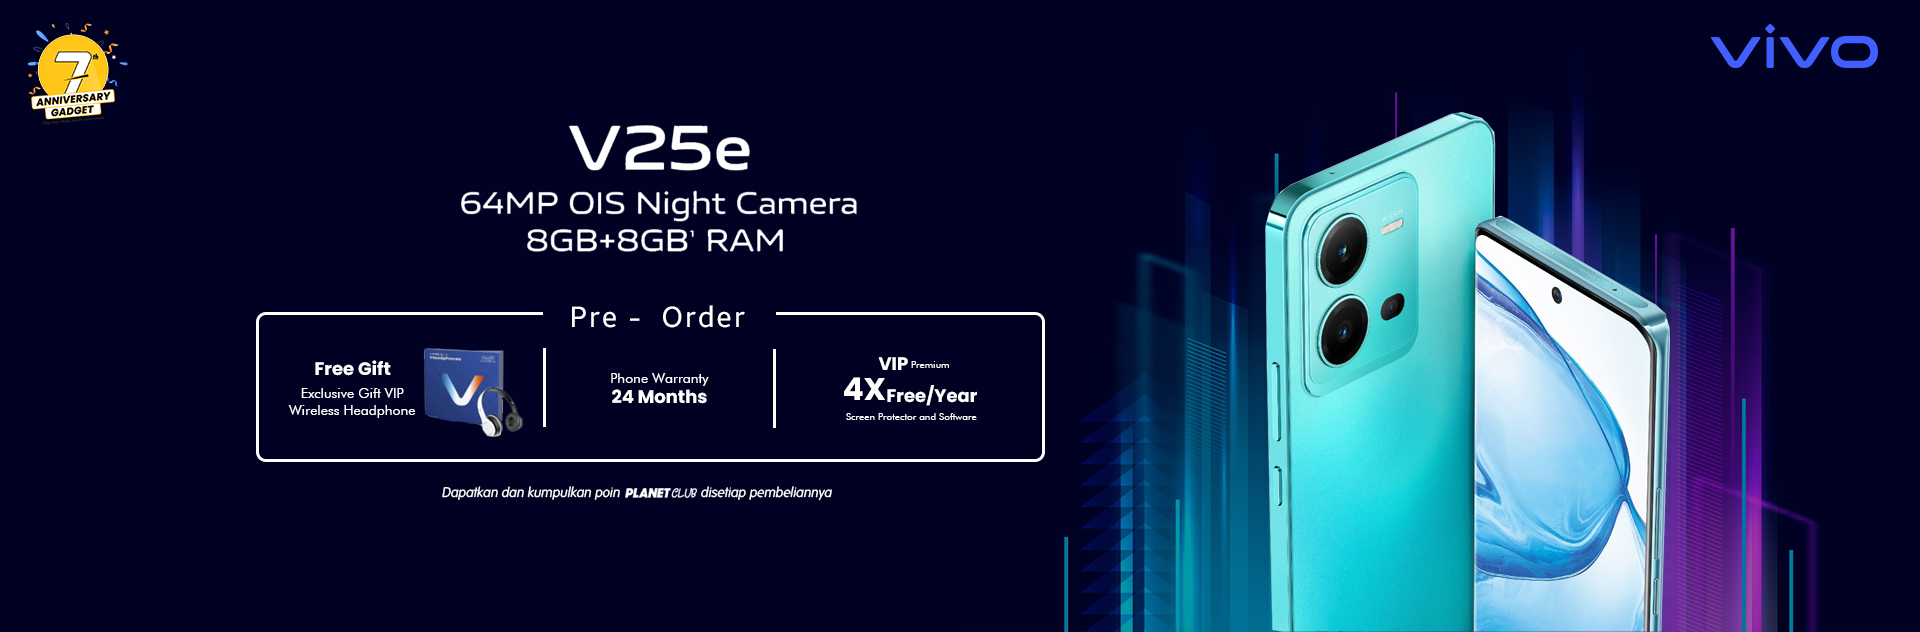 7th
ANNIVERSARY
GADGET
vivo
V25e
64MP OIS Night Camera
8GB+8GB¹ RAM
Pre - Order
Free Gift
Exclusive Gift VIP
Wireless Headphone
Headphones
Phone Warranty
24 Months
VIP Premium
4X Free/Year
Screen Protector and Software
Dapatkan dan kumpulkan poin PLANET CLUB disetiap pembeliannya